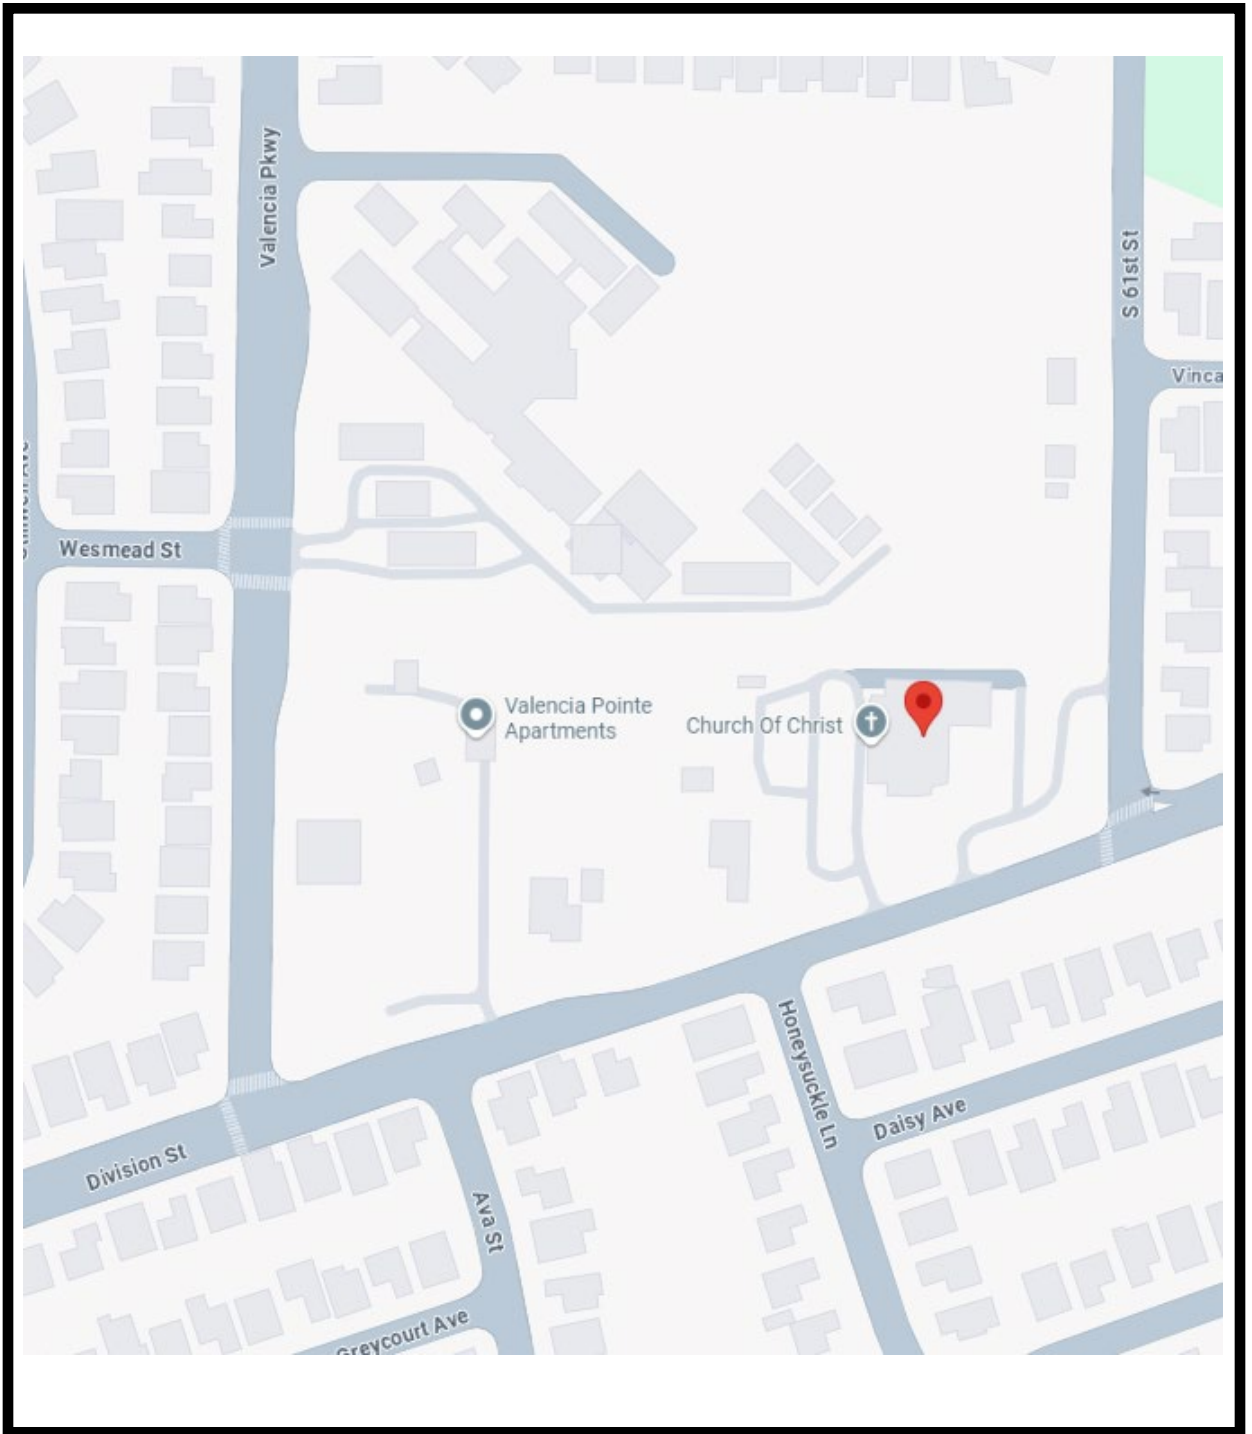 Valencia Pkwy
S 61st St
Vinca
Wesmead St
Valencia Pointe
Apartments
Church Of Christ
Honeysuckle Ln
Daisy Ave
Division St
Ava St
Greycourt Ave